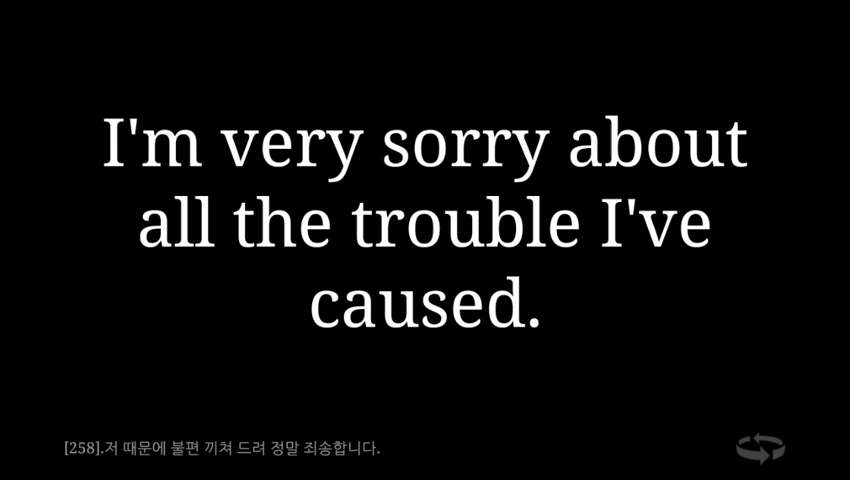 I'm very sorry about
all the trouble I've
caused.
[258].저 때문에 불편 끼쳐 드려 정말 죄송합니다.